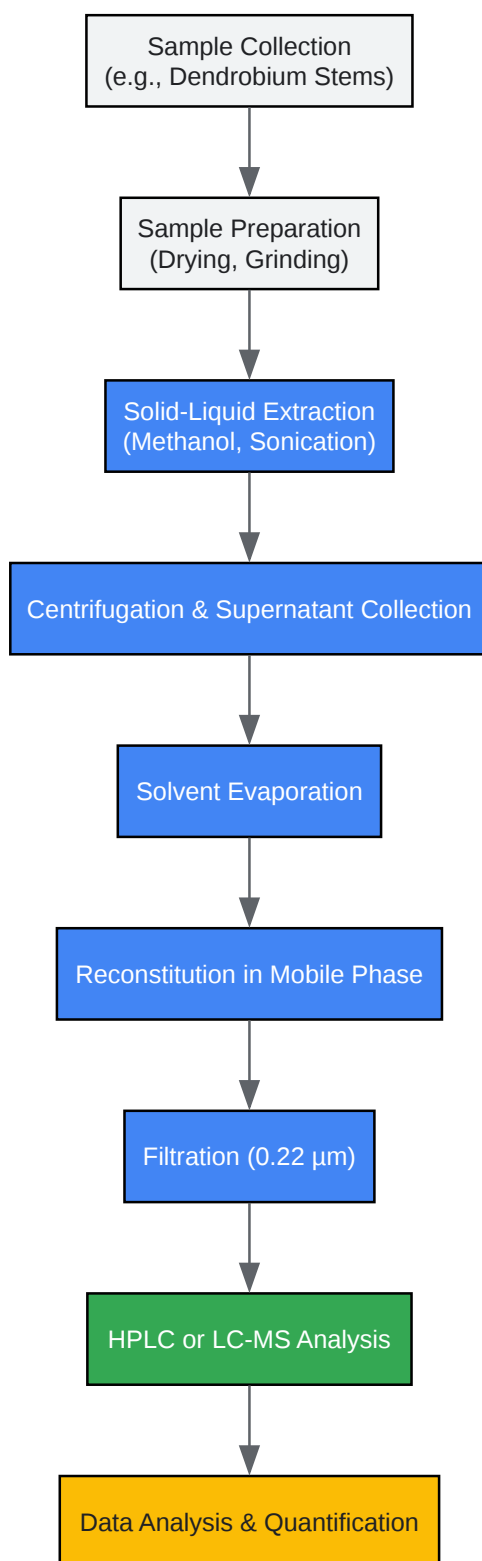 Sample Collection
(e.g., Dendrobium Stems)
Sample Preparation
(Drying, Grinding)
Solid-Liquid Extraction
(Methanol, Sonication)
Centrifugation & Supernatant Collection
Solvent Evaporation
Reconstitution in Mobile Phase
Filtration (0.22 µm)
HPLC or LC-MS Analysis
Data Analysis & Quantification